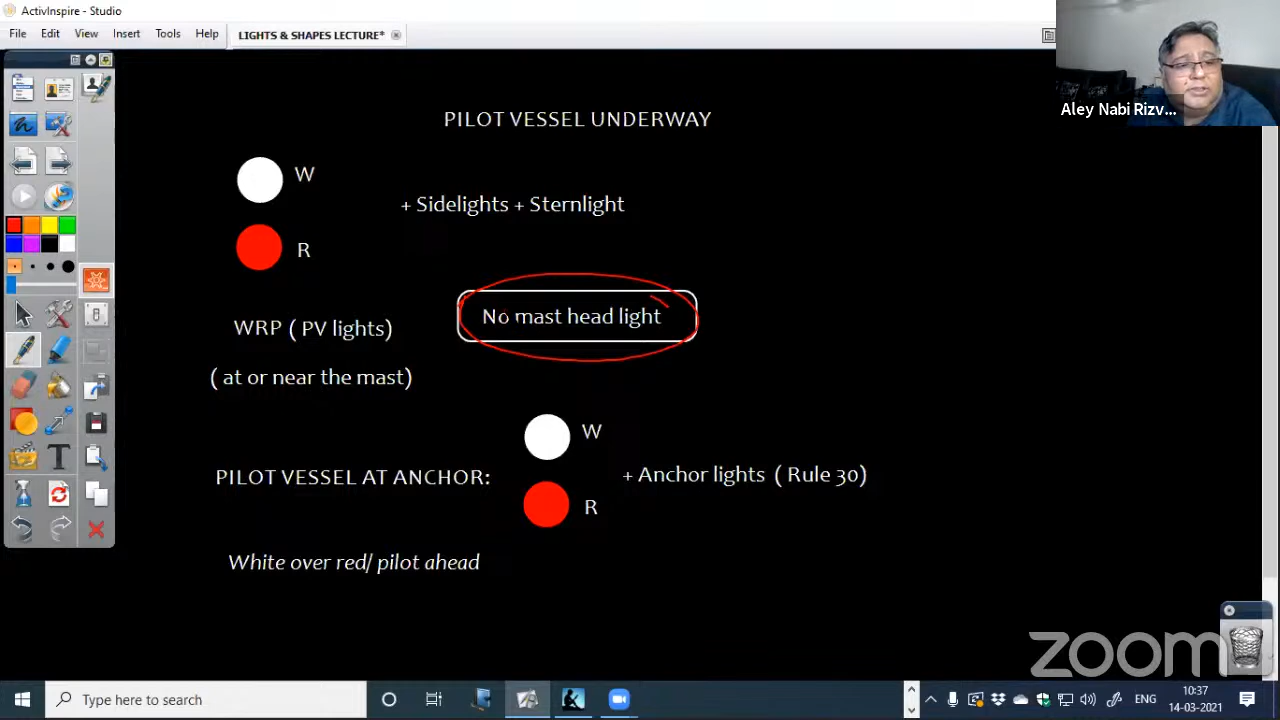 ActivInspire - Studio
File Edit View Insert Tools Help
LIGHTS & SHAPES LECTURE*
Aley Nabi Rizv...
PILOT VESSEL UNDERWAY
W
+ Sidelights + Sternlight
R
No mast head light
WRP ( PV lights)
( at or near the mast)
W
PILOT VESSEL AT ANCHOR:
+ Anchor lights ( Rule 30)
R
White over red/ pilot ahead
zoom
Type here to search
ENG
10:37
14-03-2021